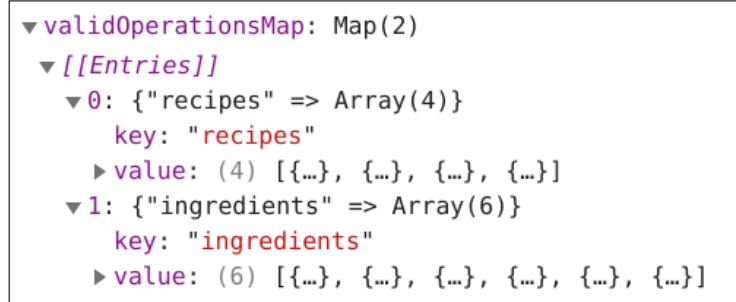 ▼validOperationsMap: Map(2)
▼[[Entries]]
▼0: {"recipes" => Array(4)}
key: "recipes"
▶value: (4) [{…}, {…}, {…}, {…}]
▼1: {"ingredients" => Array(6)}
key: "ingredients"
▶value: (6) [{…}, {…}, {…}, {…}, {…}, {…}]